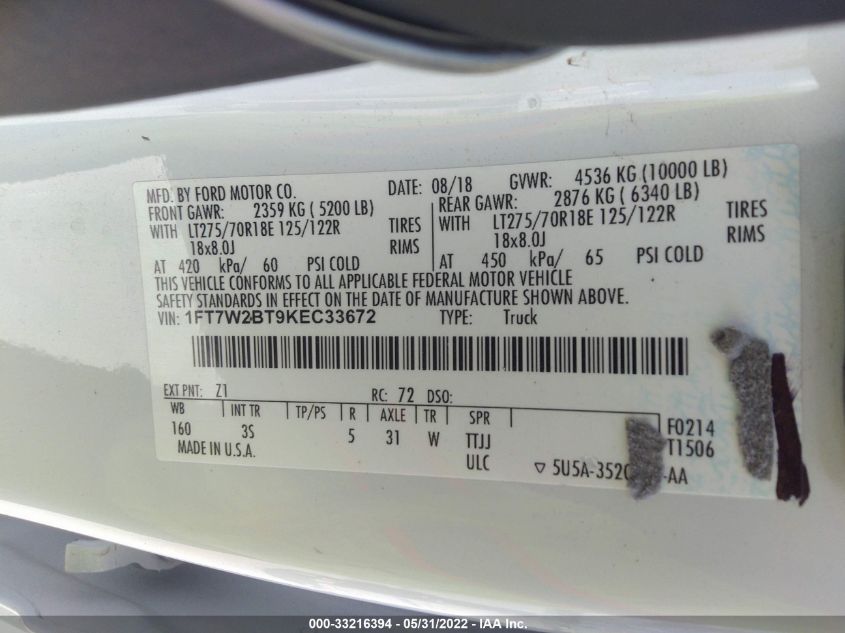 MFD. BY FORD MOTOR CO. DATE: 08/18 GVWR: 4536 KG (10000 LB)
FRONT GAWR: 2359 KG ( 5200 LB) REAR GAWR: 2876 KG ( 6340 LB)
WITH LT275/70R18E 125/122R TIRES WITH LT275/70R18E 125/122R TIRES
18x8.0J RIMS 18x8.0J RIMS
AT 420 kPa/ 60 PSI COLD AT 450 kPa/ 65 PSI COLD
THIS VEHICLE CONFORMS TO ALL APPLICABLE FEDERAL MOTOR VEHICLE
SAFETY STANDARDS IN EFFECT ON THE DATE OF MANUFACTURE SHOWN ABOVE.
VIN: 1FT7W2BT9KEC33672 TYPE: Truck
EXT PNT: Z1 RC: 72 DSO:
WB INT TR TP/PS R AXLE TR SPR
160 3S 5 31 W TTJJ F0214
MADE IN U.S.A. ULC T1506
5U5A-352 -AA
000-33216394 - 05/31/2022 - IAA Inc.